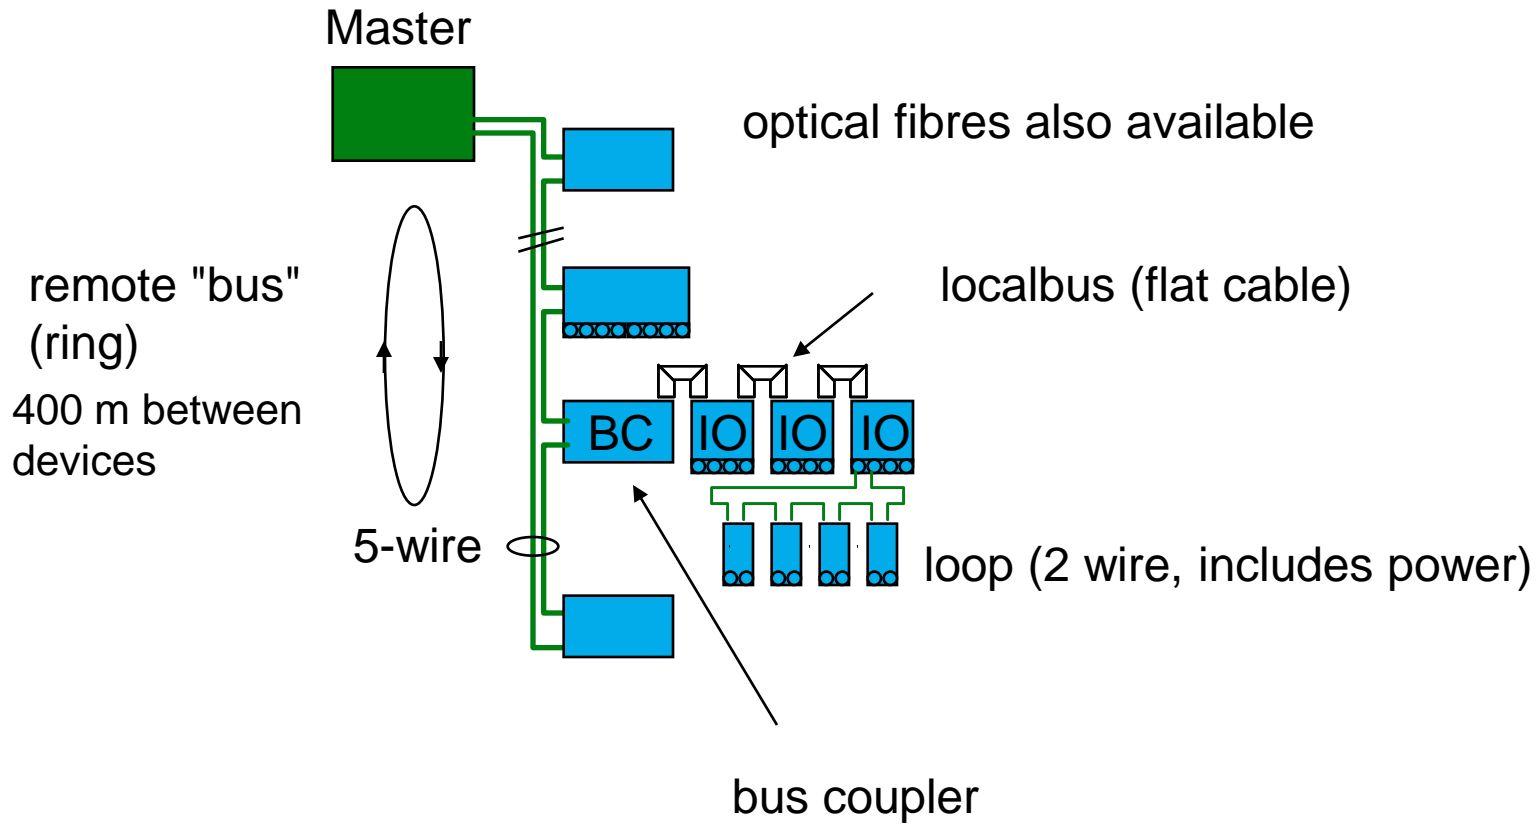 Master
optical fibres also available
remote "bus"
(ring)
localbus (flat cable)
400 m between
devices
BC
IO
IO
IO
5-wire
loop (2 wire, includes power)
bus coupler